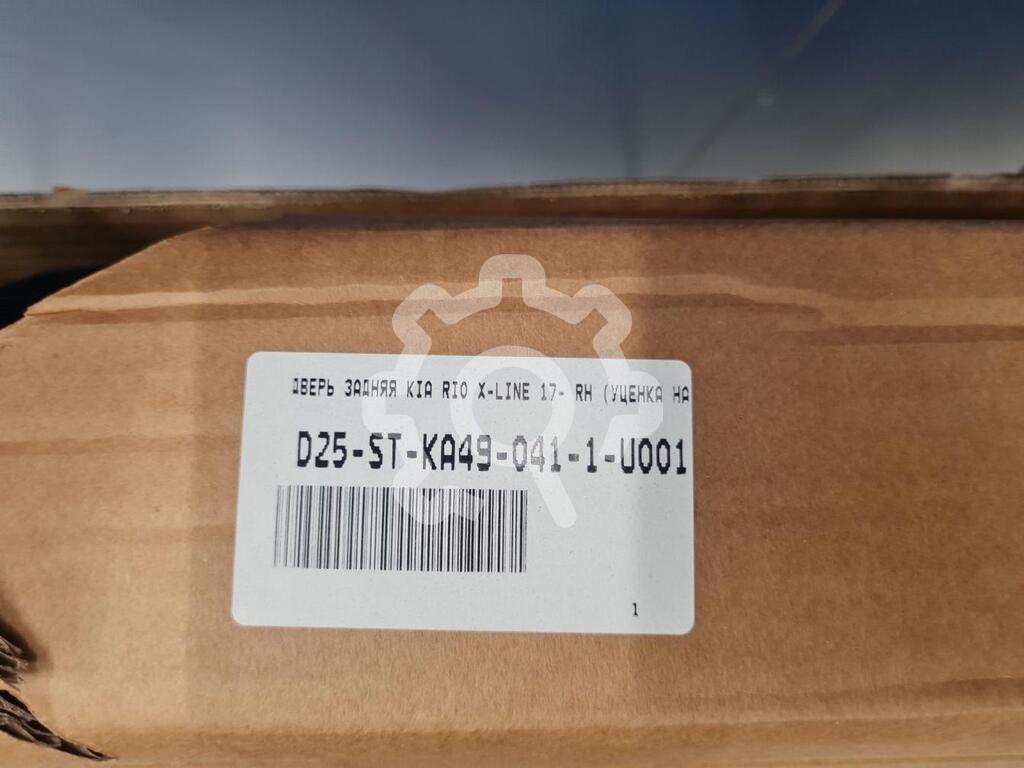 ДВЕРЬ ЗАДНЯЯ KIA RIO X-LINE 17- RH (УЦЕНКА НА
D25-ST-KA49-041-1-U001
1